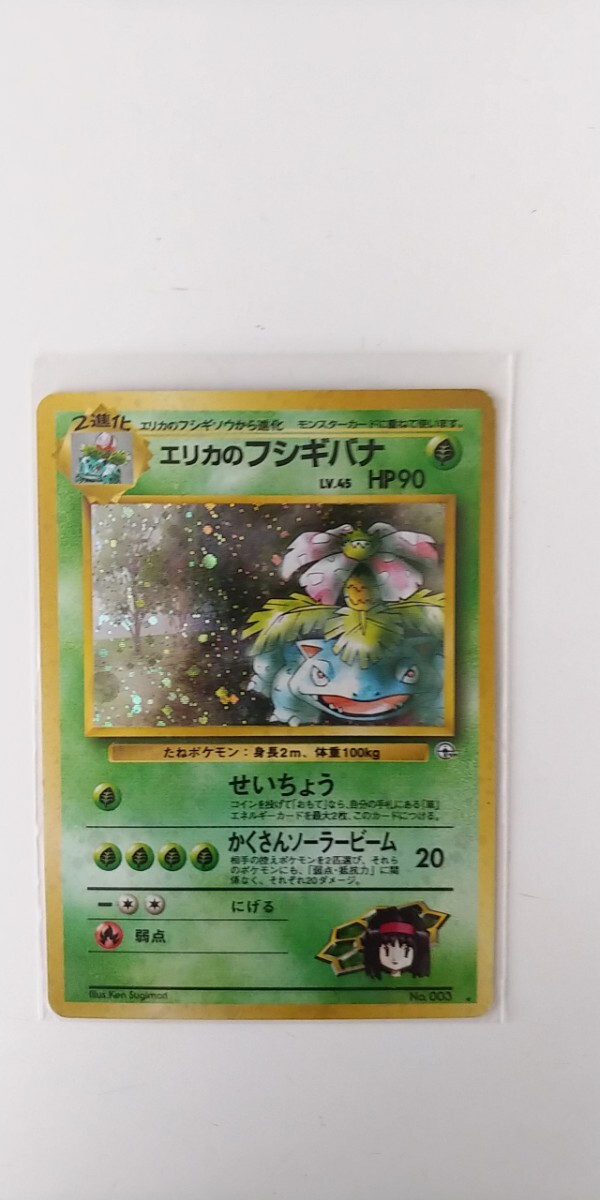 2進化 エリカのフシギソウから進化 モンスターカードに重ねて使います。
エリカのフシギバナ
LV.45 HP90
たねポケモン：身長2m、体重100kg
せいちょう
コインを投げて「おもて」なら、自分の手札にある「草」
エネルギーカードを最大2枚、このカードにつける。
かくさんソーラービーム 20
相手の控えポケモンを2匹選び、それら
のポケモンにも、「弱点・抵抗力」に関
係なく、それぞれ20ダメージ。
にげる
弱点
Illus.Ken Sugimori No.003